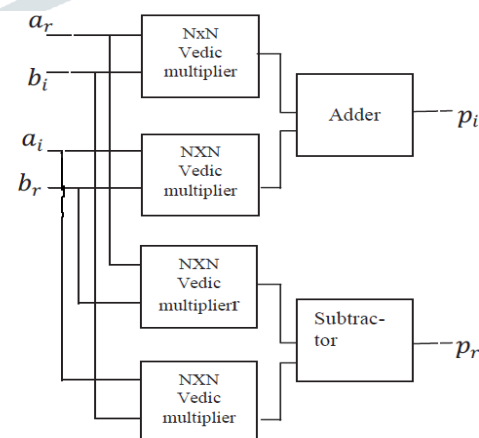 a_r
NxN
Vedic
multiplier
b_i
Adder
p_i
a_i
NXN
Vedic
multiplier
b_r
NXN
Vedic
multiplierr
Subtrac-
tor
p_r
NXN
Vedic
multiplier